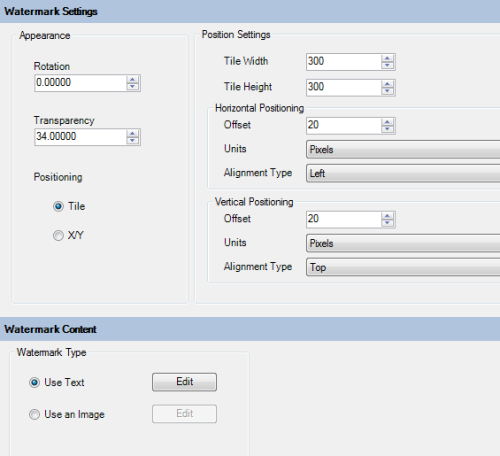 Watermark Settings
Appearance
Rotation
0.00000
Transparency
34.00000
Positioning
Tile
X/Y
Position Settings
Tile Width 300
Tile Height 300
Horizontal Positioning
Offset 20
Units Pixels
Alignment Type Left
Vertical Positioning
Offset 20
Units Pixels
Alignment Type Top
Watermark Content
Watermark Type
Use Text Edit
Use an Image Edit